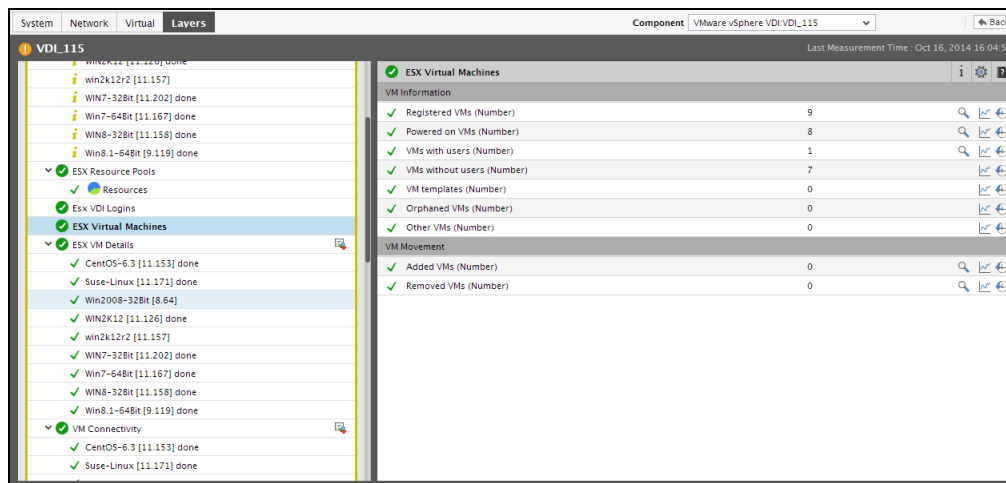 System Network Virtual Layers Component VMware vSphere VDI:VDI_115 Back
VDI_115 Last Measurement Time : Oct 16, 2014 16:04:5
WIN2K12 [11.126] done
win2k12r2 [11.157]
WIN7-32Bit [11.202] done
Win7-64Bit [11.167] done
WIN8-32Bit [11.158] done
Win8.1-64Bit [9.119] done
ESX Resource Pools
Resources
Esx VDI Logins
ESX Virtual Machines
ESX VM Details
CentOS-6.3 [11.153] done
Suse-Linux [11.171] done
Win2008-32Bit [8.64]
WIN2K12 [11.126] done
win2k12r2 [11.157]
WIN7-32Bit [11.202] done
Win7-64Bit [11.167] done
WIN8-32Bit [11.158] done
Win8.1-64Bit [9.119] done
VM Connectivity
CentOS-6.3 [11.153] done
Suse-Linux [11.171] done
ESX Virtual Machines
VM Information
Registered VMs (Number) 9
Powered on VMs (Number) 8
VMs with users (Number) 1
VMs without users (Number) 7
VM templates (Number) 0
Orphaned VMs (Number) 0
Other VMs (Number) 0
VM Movement
Added VMs (Number) 0
Removed VMs (Number) 0